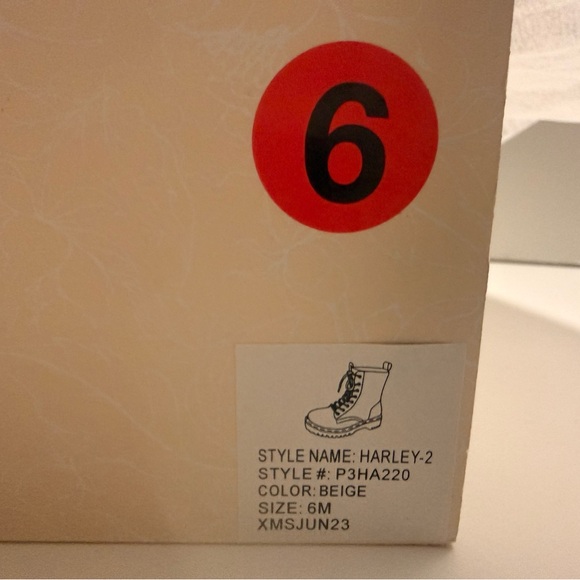 6
STYLE NAME: HARLEY-2
STYLE #: P3HA220
COLOR: BEIGE
SIZE: 6M
XMSJUN23